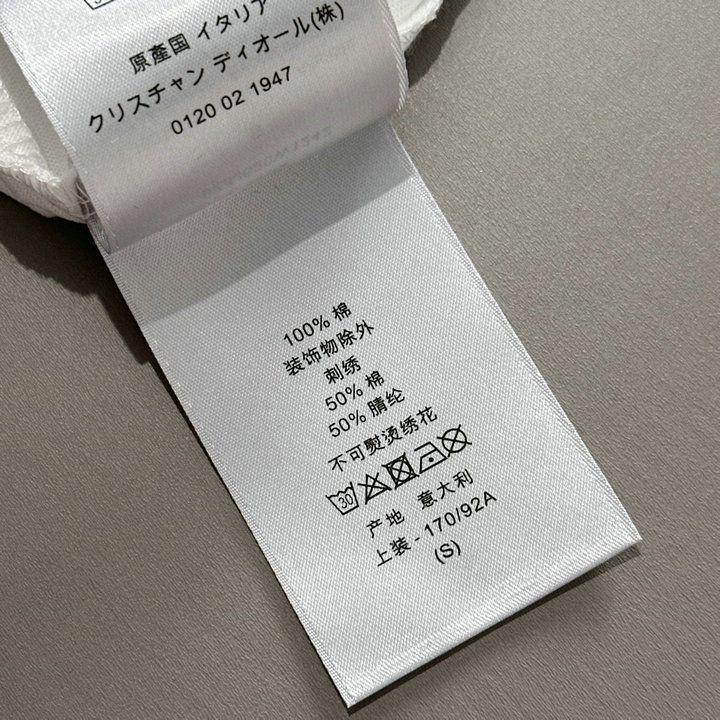 原產国 イタリア
クリスチャン ディオール(株)
0120 02 1947
100% 棉
装饰物除外
刺绣
50% 棉
50% 腈纶
不可熨烫绣花
30
产地 意大利
上装 - 170/92A
(S)